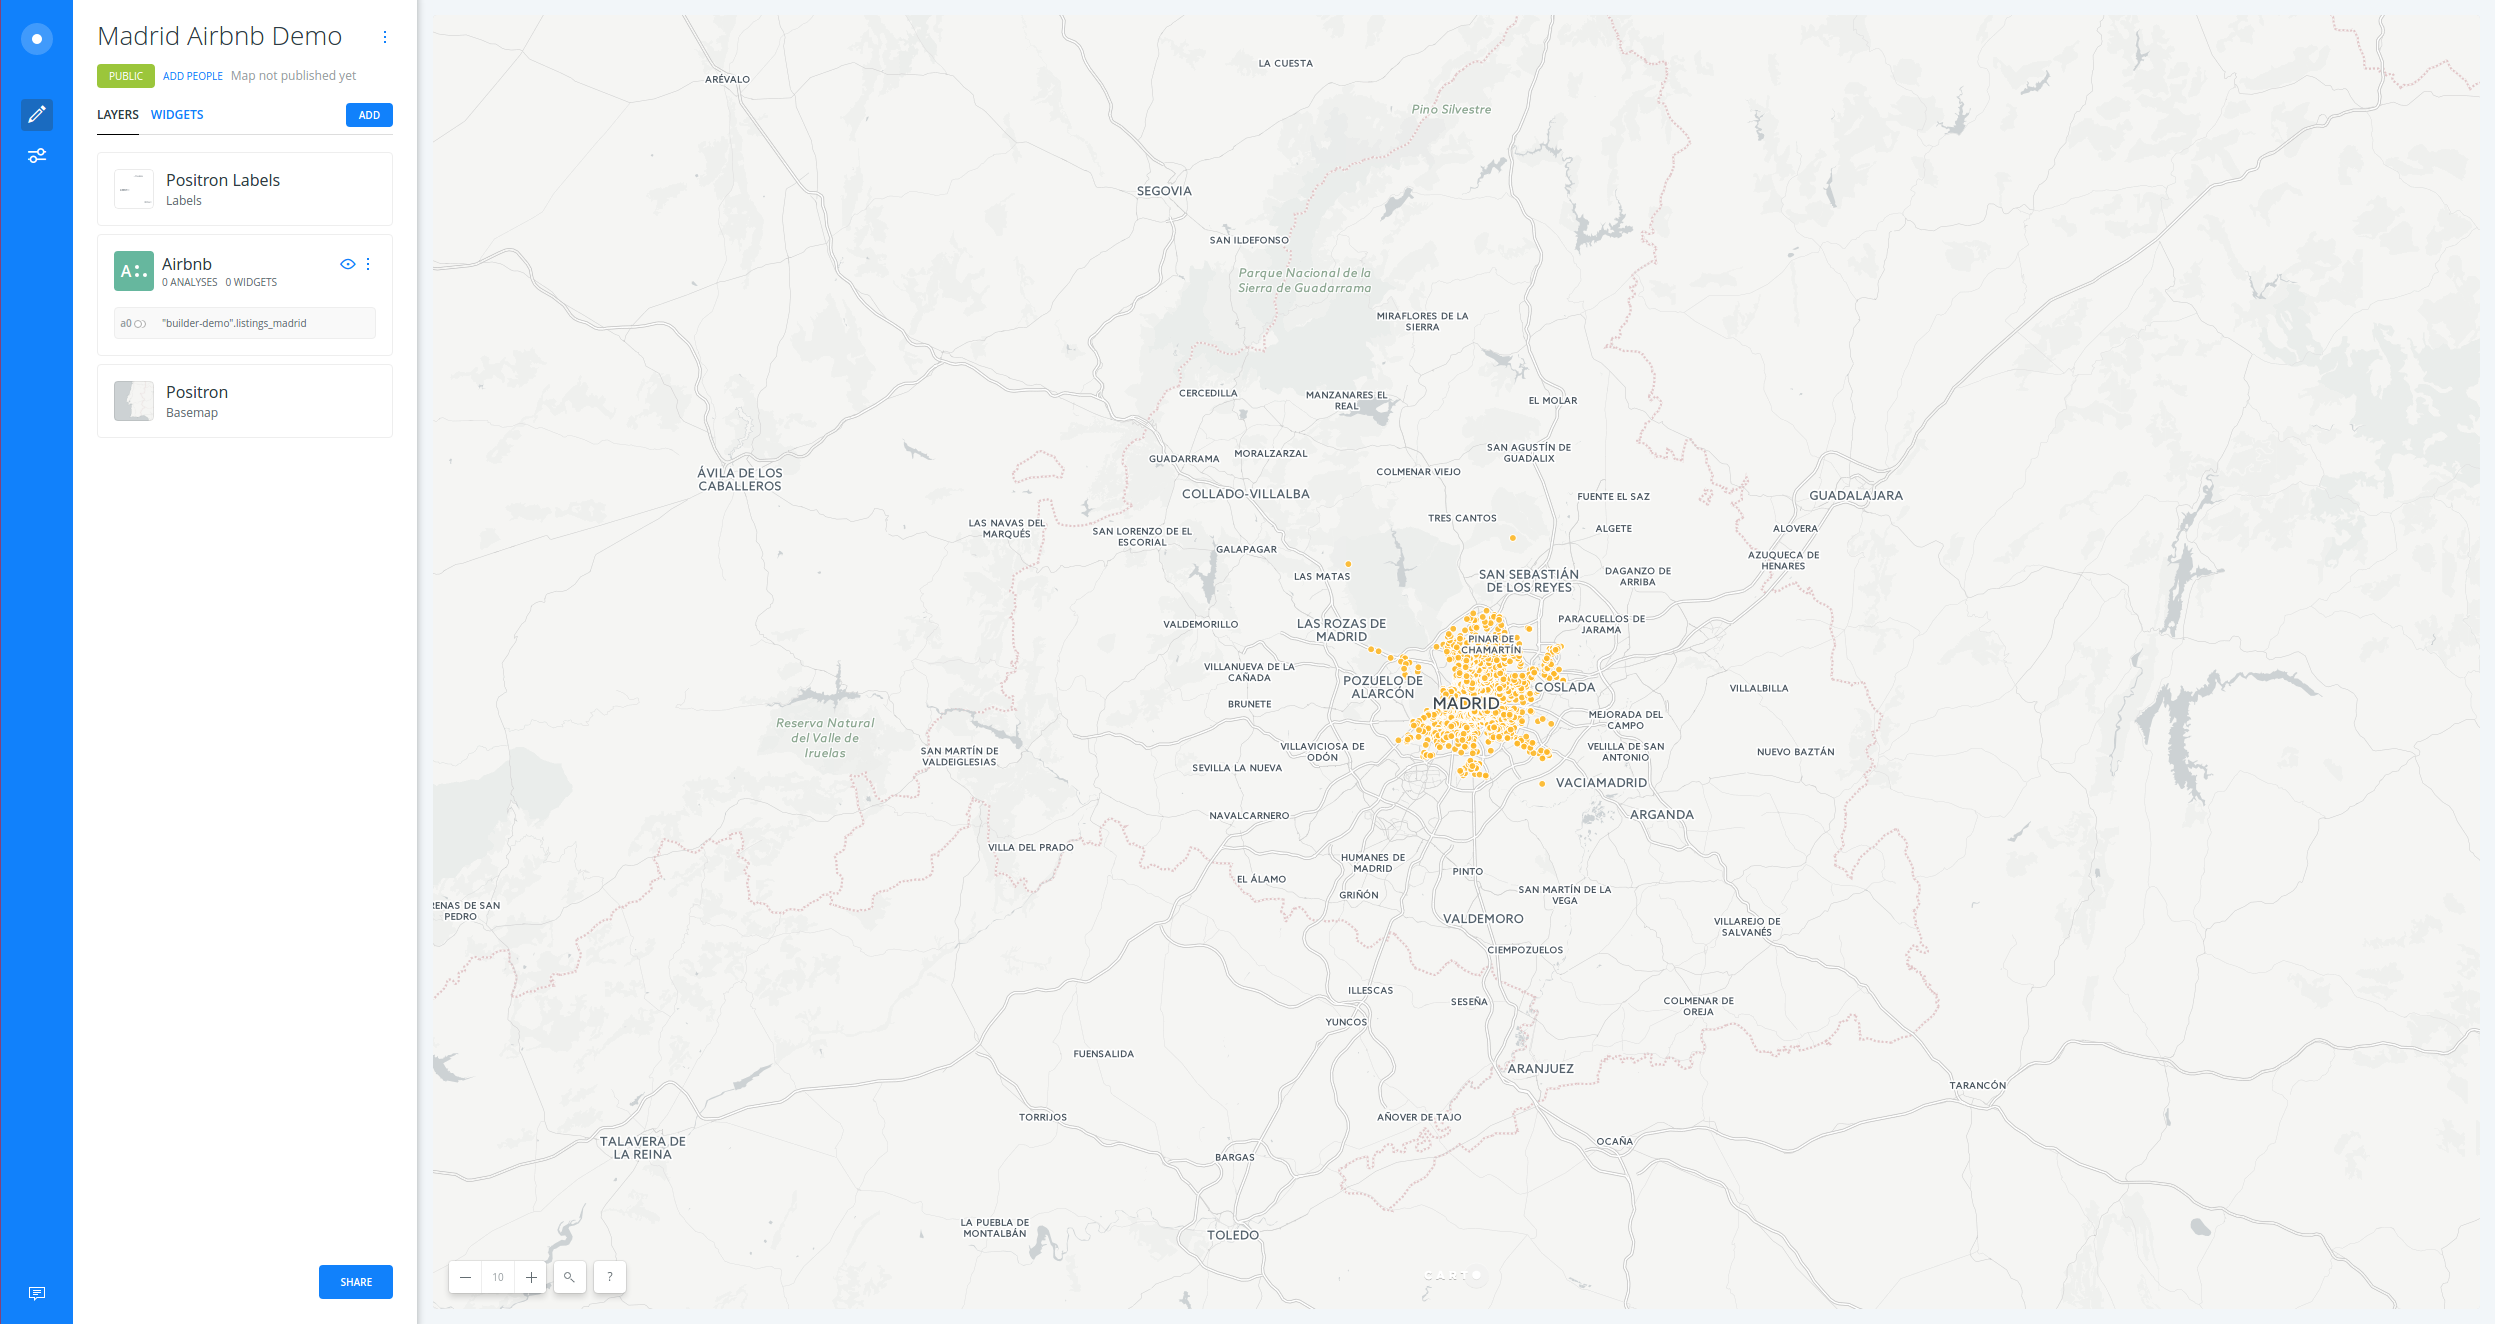 Madrid Airbnb Demo
PUBLIC ADD PEOPLE Map not published yet
LAYERS WIDGETS ADD
Positron Labels
Labels
A
Airbnb
0 ANALYSES 0 WIDGETS
a0 "builder-demo".listings_madrid
Positron
Basemap
SHARE
LA CUESTA
ARÉVALO
Pino Silvestre
SEGOVIA
SAN ILDEFONSO
Parque Nacional de la
Sierra de Guadarrama
MIRAFLORES DE LA
SIERRA
CERCEDILLA
MANZANARES EL
REAL
EL MOLAR
SAN AGUSTÍN DE
GUADALIX
GUADARRAMA
MORALZARZAL
COLMENAR VIEJO
ÁVILA DE LOS
CABALLEROS
COLLADO-VILLALBA
FUENTE EL SAZ
GUADALAJARA
LAS NAVAS DEL
MARQUÉS
SAN LORENZO DE EL
ESCORIAL
TRES CANTOS
ALGETE
ALOVERA
GALAPAGAR
AZUQUECA DE
HENARES
LAS MATAS
SAN SEBASTIÁN
DE LOS REYES
DAGANZO DE
ARRIBA
VALDEMORILLO
LAS ROZAS DE
MADRID
PARACUELLOS DE
JARAMA
PINAR DE
CHAMARTÍN
VILLANUEVA DE LA
CAÑADA
POZUELO DE
ALARCÓN
COSLADA
VILLALBILLA
BRUNETE
MADRID
MEJORADA DEL
CAMPO
Reserva Natural
del Valle de
Iruelas
SAN MARTÍN DE
VALDEIGLESIAS
VILLAVICIOSA DE
ODÓN
VELILLA DE SAN
ANTONIO
NUEVO BAZTÁN
SEVILLA LA NUEVA
VACIAMADRID
NAVALCARNERO
ARGANDA
VILLA DEL PRADO
HUMANES DE
MADRID
PINTO
EL ÁLAMO
GRIÑÓN
SAN MARTÍN DE LA
VEGA
RENAS DE SAN
PEDRO
VALDEMORO
VILLAREJO DE
SALVANÉS
CIEMPOZUELOS
ILLESCAS
SESEÑA
COLMENAR DE
OREJA
YUNCOS
FUENSALIDA
ARANJUEZ
TARANCÓN
TORRIJOS
AÑOVER DE TAJO
TALAVERA DE
LA REINA
OCAÑA
BARGAS
LA PUEBLA DE
MONTALBÁN
TOLEDO
10 ?
CART